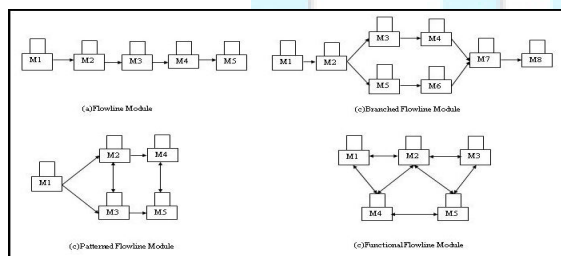 M1 M2 M3 M4 M5
(a)Flowline Module
M3 M4
M1 M2 M7 M8
M5 M6
(c)Branched Flowline Module
M2 M4
M1
M3 M5
(c)Patterned Flowline Module
M1 M2 M3
M4 M5
(c)Functional Flowline Module